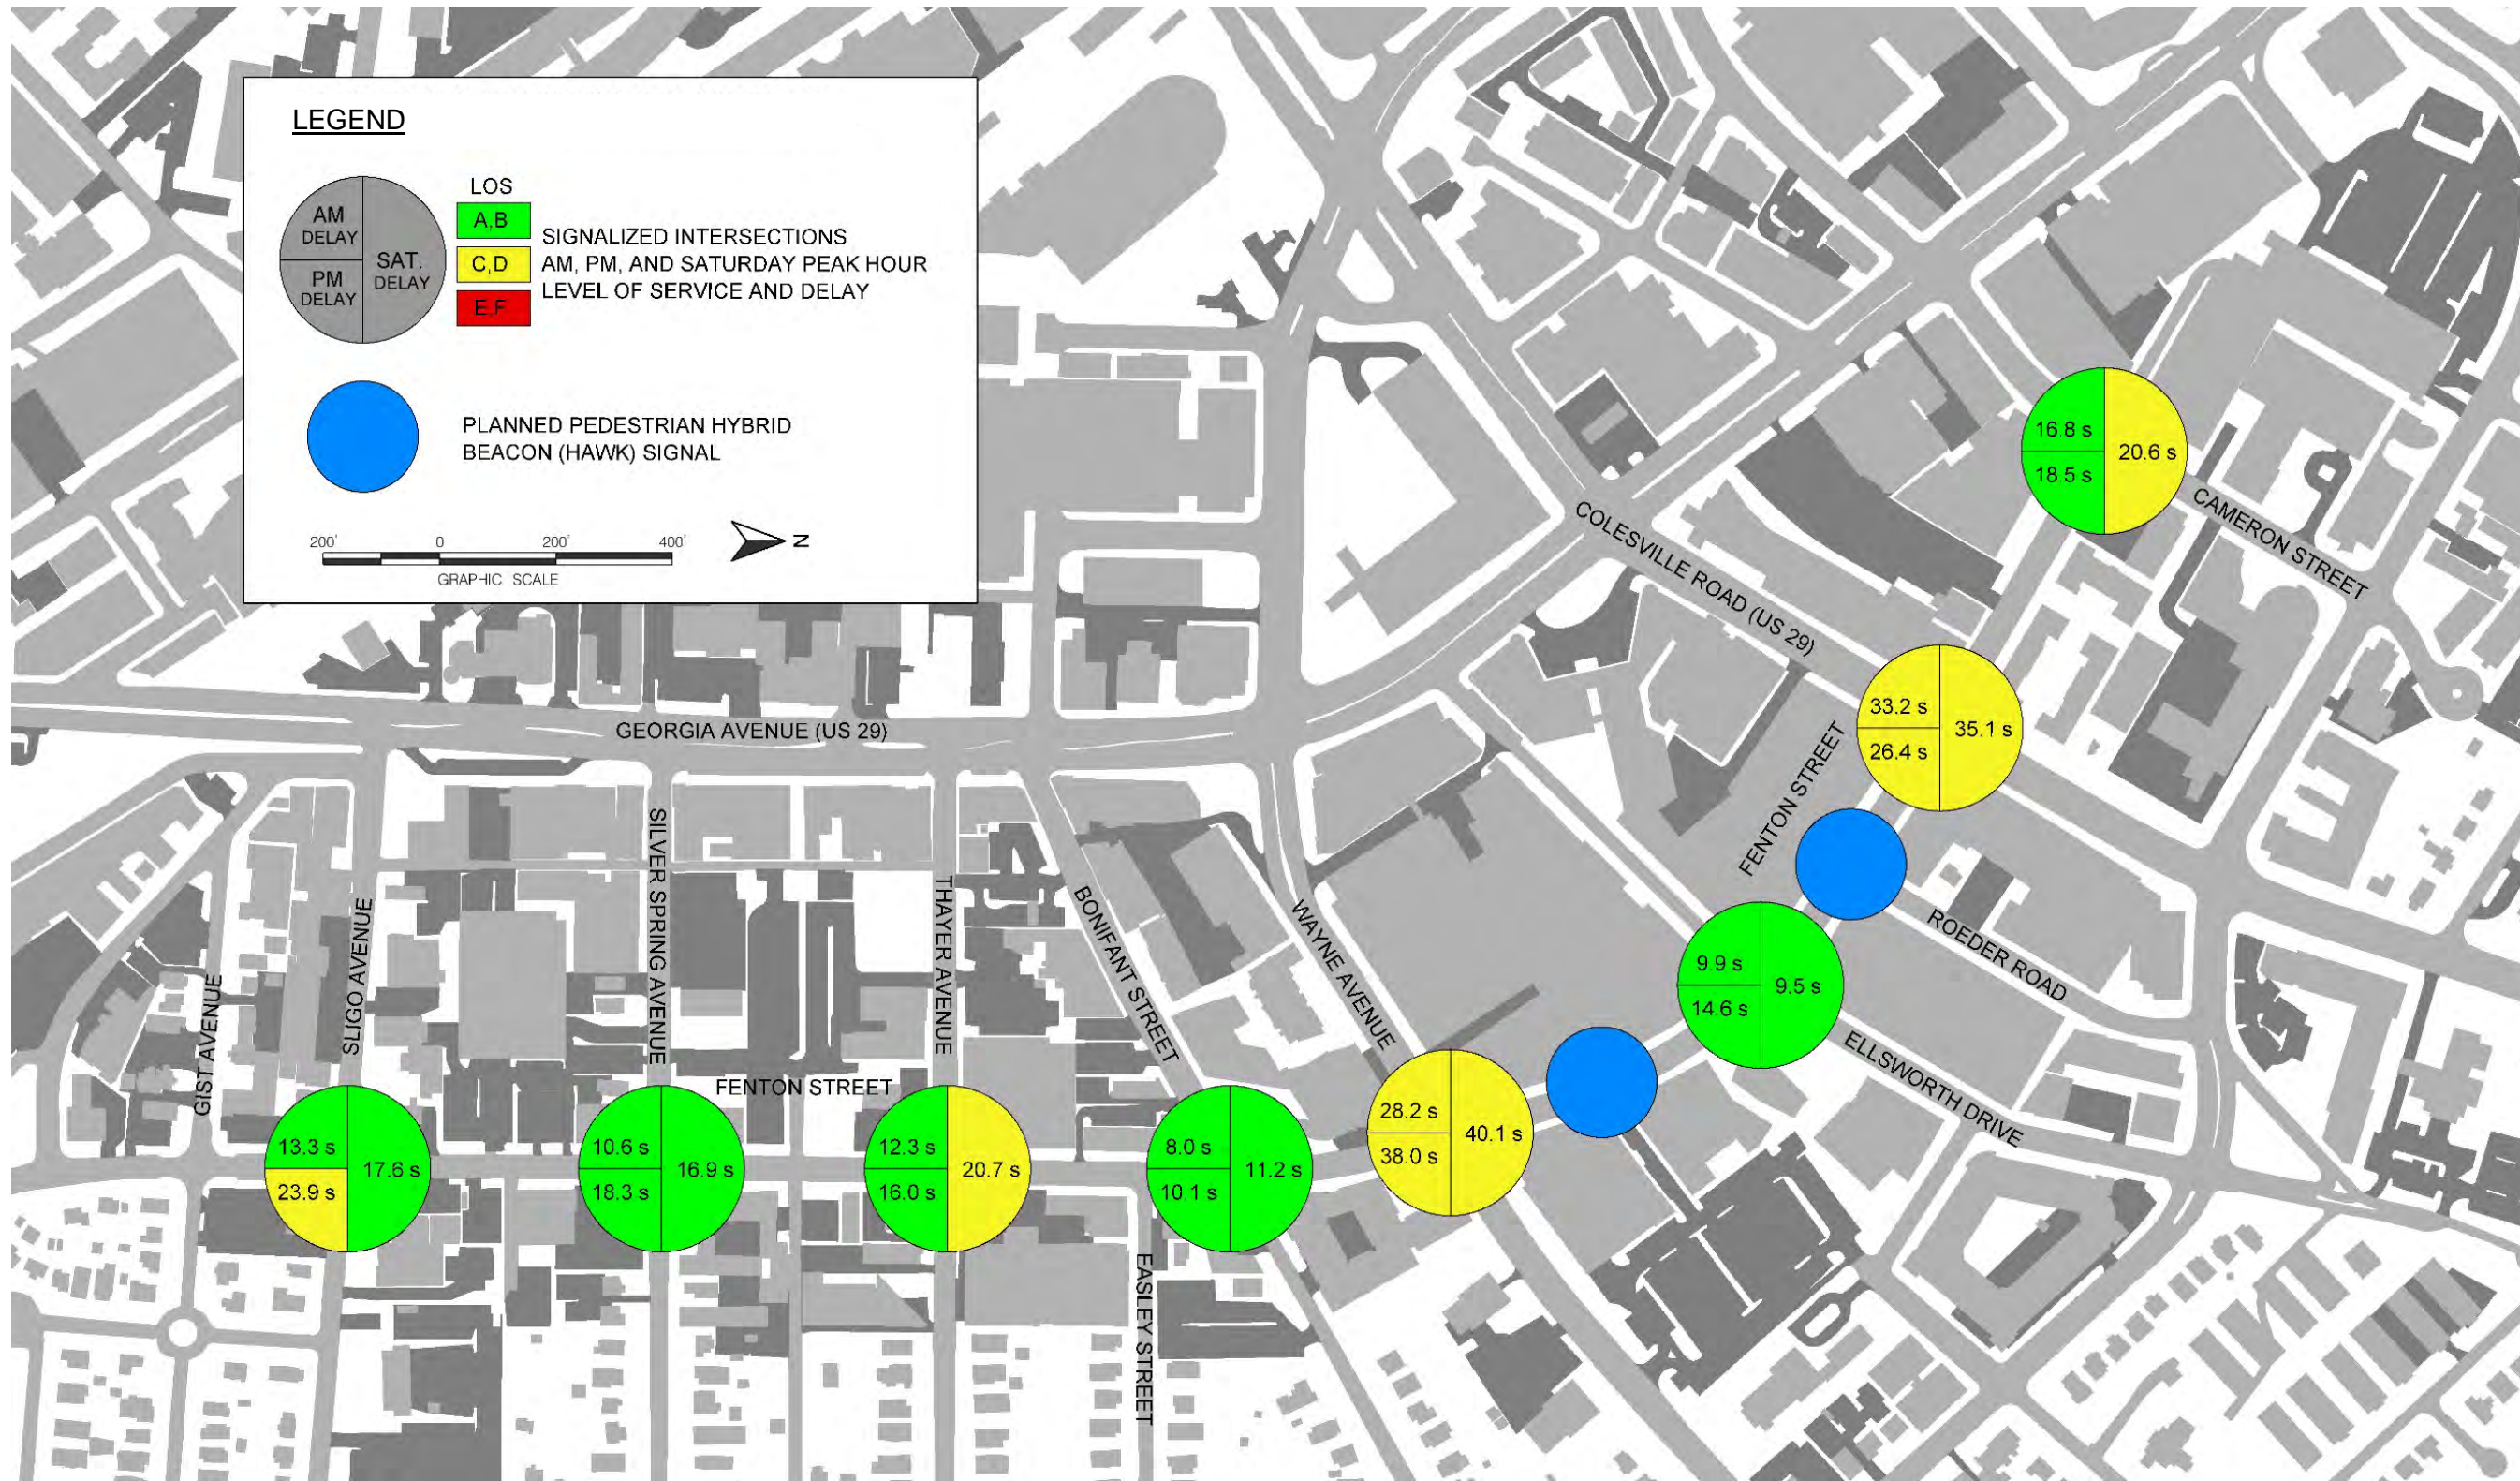 LEGEND
AM
DELAY
PM
DELAY
SAT.
DELAY
LOS
A,B
C,D
E,F
SIGNALIZED INTERSECTIONS
AM, PM, AND SATURDAY PEAK HOUR
LEVEL OF SERVICE AND DELAY
PLANNED PEDESTRIAN HYBRID
BEACON (HAWK) SIGNAL
200' 0 200' 400'
GRAPHIC SCALE
N
16.8 s
18.5 s
20.6 s
CAMERON STREET
COLESVILLE ROAD (US 29)
33.2 s
26.4 s
35.1 s
FENTON STREET
GEORGIA AVENUE (US 29)
ROEDER ROAD
9.9 s
14.6 s
9.5 s
ELLSWORTH DRIVE
GIST AVENUE
SLIGO AVENUE
SILVER SPRING AVENUE
THAYER AVENUE
BONIFANT STREET
WAYNE AVENUE
FENTON STREET
13.3 s
23.9 s
17.6 s
10.6 s
18.3 s
16.9 s
12.3 s
16.0 s
20.7 s
8.0 s
10.1 s
11.2 s
28.2 s
38.0 s
40.1 s
EASLEY STREET